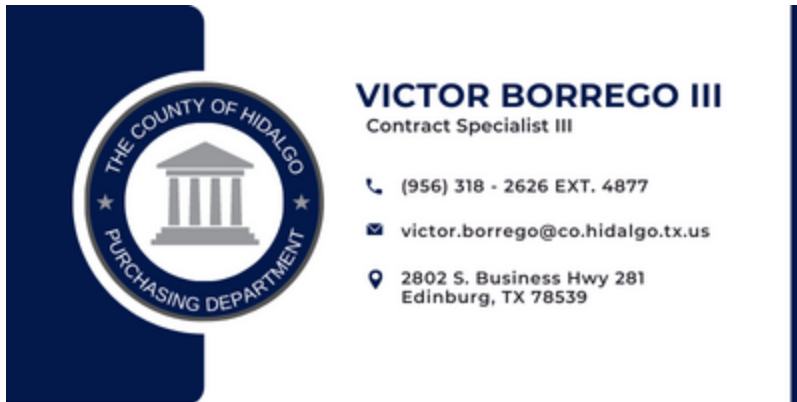 THE COUNTY OF HIDALGO
PURCHASING DEPARTMENT
VICTOR BORREGO III
Contract Specialist III
(956) 318 - 2626 EXT. 4877
victor.borrego@co.hidalgo.tx.us
2802 S. Business Hwy 281
Edinburg, TX 78539